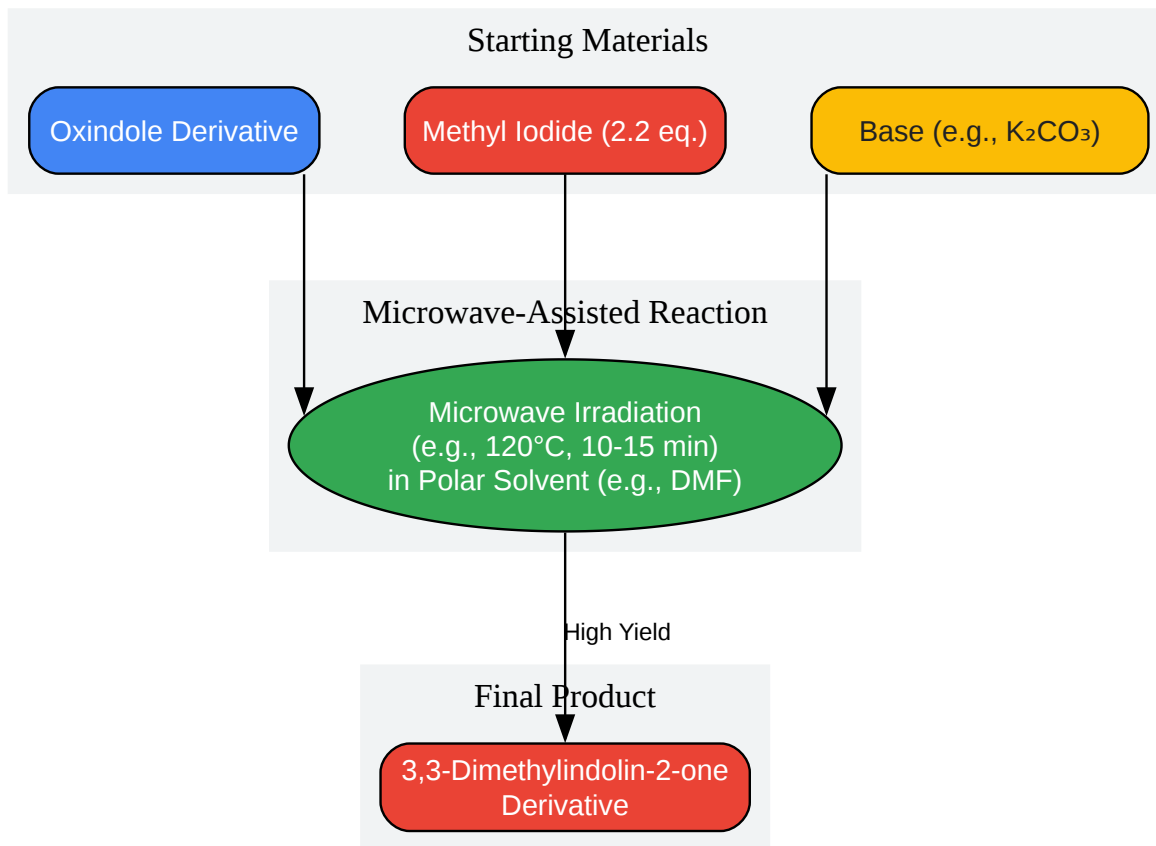 Starting Materials
Oxindole Derivative
Methyl Iodide (2.2 eq.)
Base (e.g., K₂CO₃)
Microwave-Assisted Reaction
Microwave Irradiation
(e.g., 120°C, 10-15 min)
in Polar Solvent (e.g., DMF)
High Yield
Final Product
3,3-Dimethylindolin-2-one
Derivative